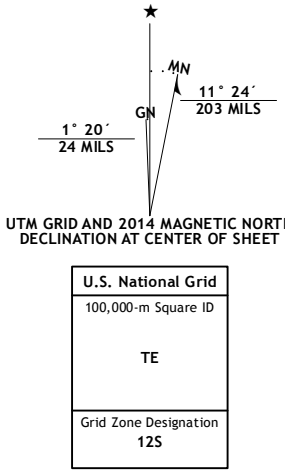 ★
MN
GN
11° 24´
203 MILS
1° 20´
24 MILS
UTM GRID AND 2014 MAGNETIC NORTH
DECLINATION AT CENTER OF SHEET
U.S. National Grid
100,000-m Square ID
TE
Grid Zone Designation
12S